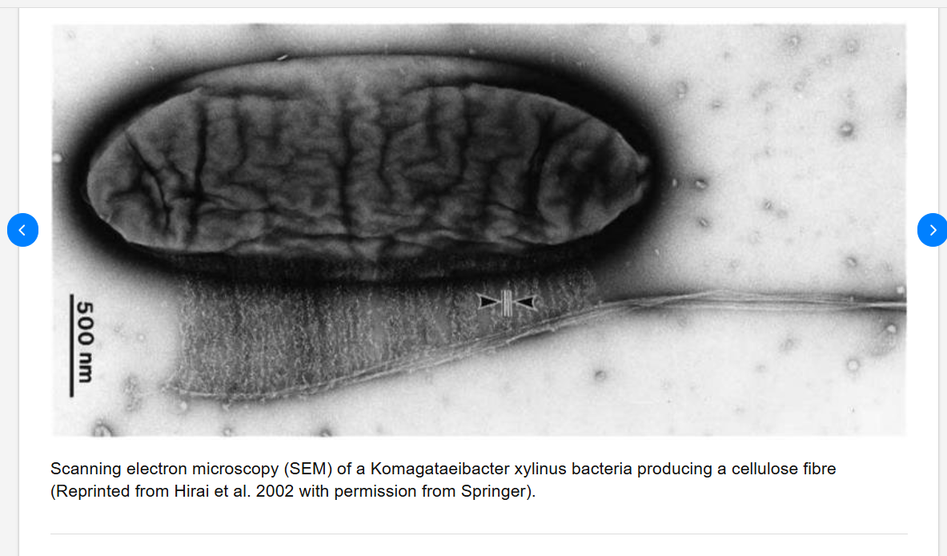 500 nm
Scanning electron microscopy (SEM) of a Komagataeibacter xylinus bacteria producing a cellulose fibre
(Reprinted from Hirai et al. 2002 with permission from Springer).